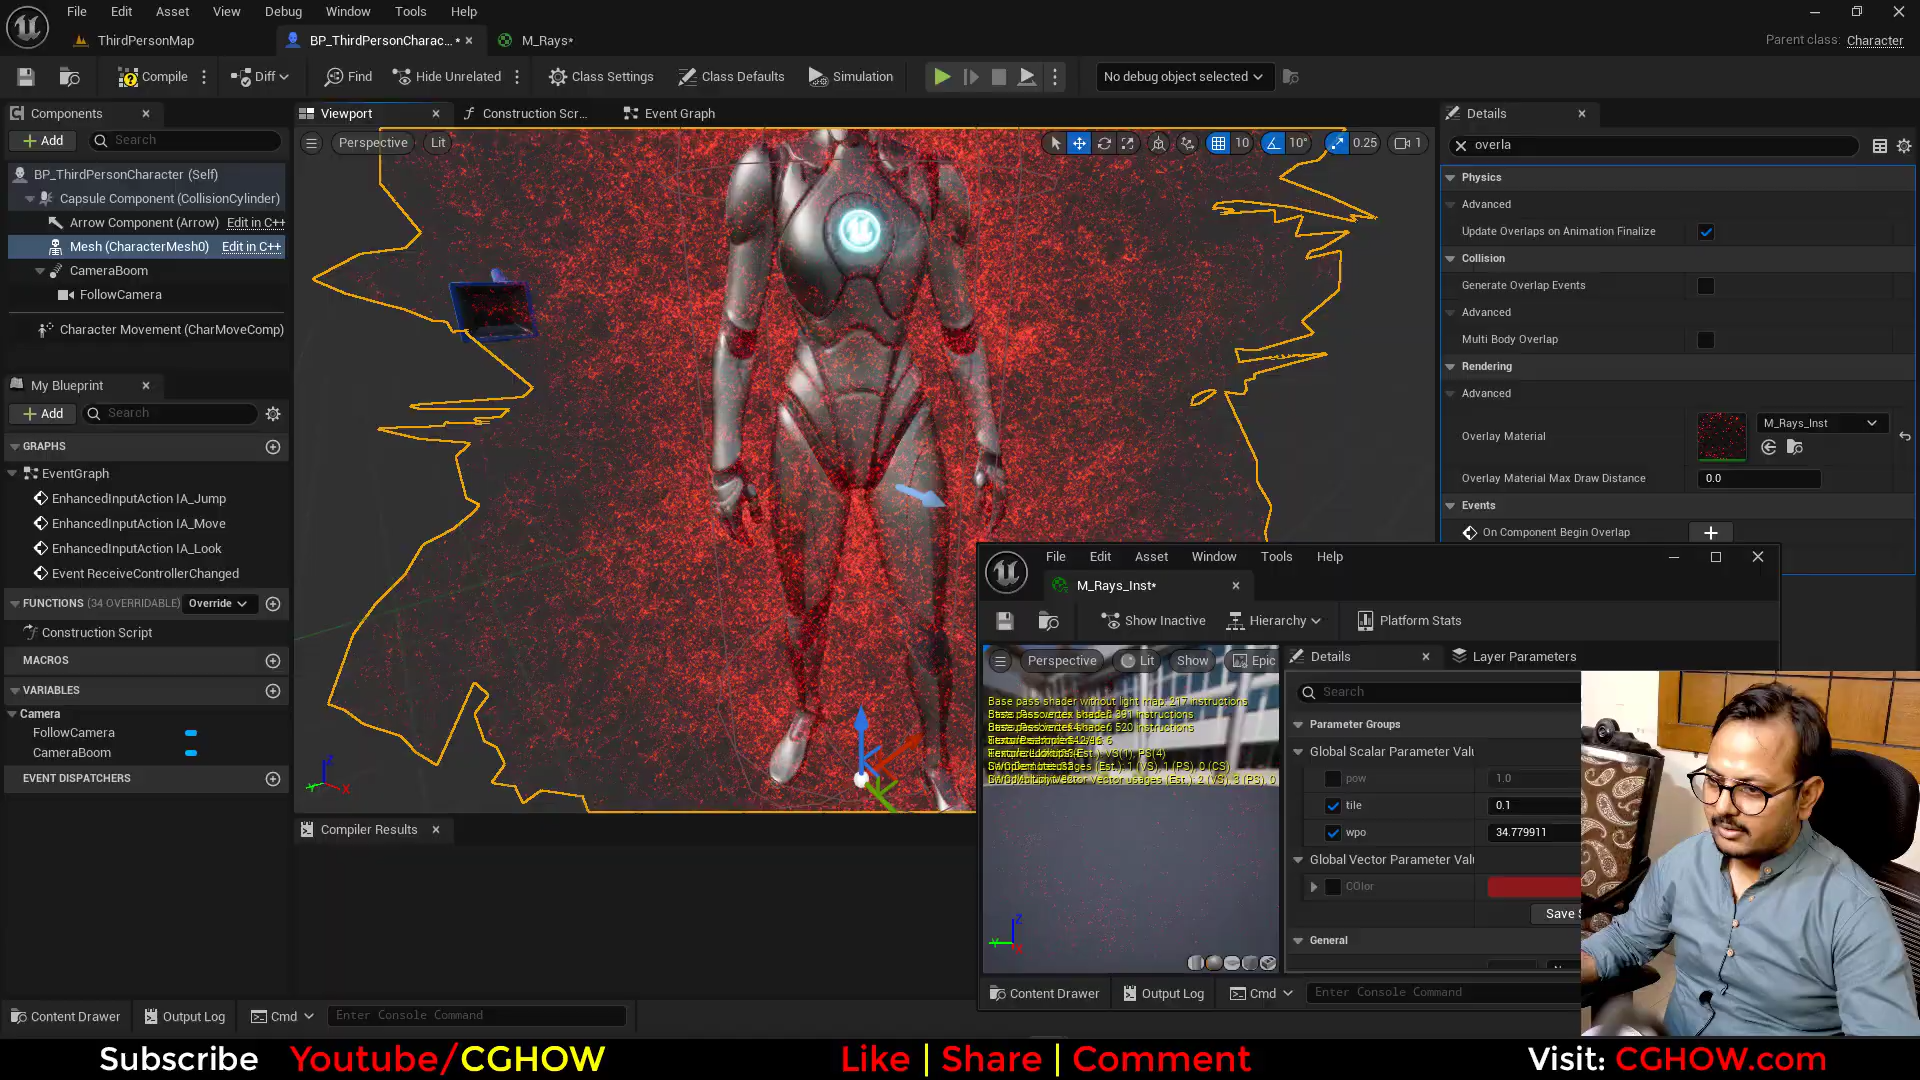 File Edit Asset View Debug Window Tools Help
ThirdPersonMap
BP_ThirdPersonCharac...*
M_Rays*
Parent class: Character
Compile
Diff
Find
Hide Unrelated
Class Settings
Class Defaults
Simulation
No debug object selected
Components
Add
Search
BP_ThirdPersonCharacter (Self)
Capsule Component (CollisionCylinder)
Arrow Component (Arrow) Edit in C++
Mesh (CharacterMesh0) Edit in C++
CameraBoom
FollowCamera
Character Movement (CharMoveComp)
My Blueprint
Add
Search
GRAPHS
EventGraph
EnhancedInputAction IA_Jump
EnhancedInputAction IA_Move
EnhancedInputAction IA_Look
Event ReceiveControllerChanged
FUNCTIONS (34 OVERRIDABLE) Override
Construction Script
MACROS
VARIABLES
Camera
FollowCamera
CameraBoom
EVENT DISPATCHERS
Viewport
Construction Scr...
Event Graph
Perspective
Lit
10
10°
0.25
1
Compiler Results
Details
overla
Physics
Advanced
Update Overlaps on Animation Finalize
Collision
Generate Overlap Events
Advanced
Multi Body Overlap
Rendering
Advanced
Overlay Material
M_Rays_Inst
Overlay Material Max Draw Distance
0.0
Events
On Component Begin Overlap
File Edit Asset Window Tools Help
M_Rays_Inst*
Show Inactive
Hierarchy
Platform Stats
Perspective
Lit
Show
Epic
Base pass shader without light map: 217 instructions
Details
Layer Parameters
Search
Parameter Groups
Global Scalar Parameter Valu
pow 1.0
tile 0.1
wpo 34.779911
Global Vector Parameter Valu
COlor
Save S
General
Content Drawer
Output Log
Cmd
Enter Console Command
Content Drawer
Output Log
Cmd
Enter Console Command
Subscribe Youtube/CGHOW
Like | Share | Comment
Visit: CGHOW.com